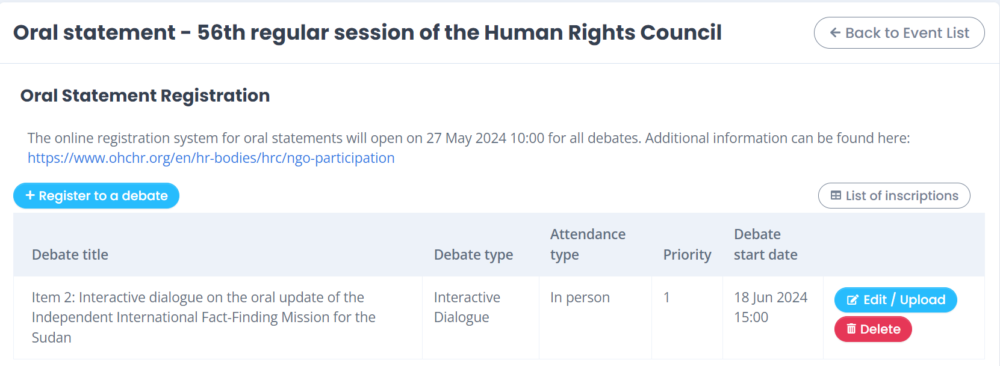 Oral statement - 56th regular session of the Human Rights Council
Back to Event List
Oral Statement Registration
The online registration system for oral statements will open on 27 May 2024 10:00 for all debates. Additional information can be found here:
https://www.ohchr.org/en/hr-bodies/hrc/ngo-participation
+ Register to a debate
List of inscriptions
Debate title
Debate type
Attendance
type
Priority
Debate
start date
Item 2: Interactive dialogue on the oral update of the
Independent International Fact-Finding Mission for the
Sudan
Interactive
Dialogue
In person
1
18 Jun 2024
15:00
Edit / Upload
Delete